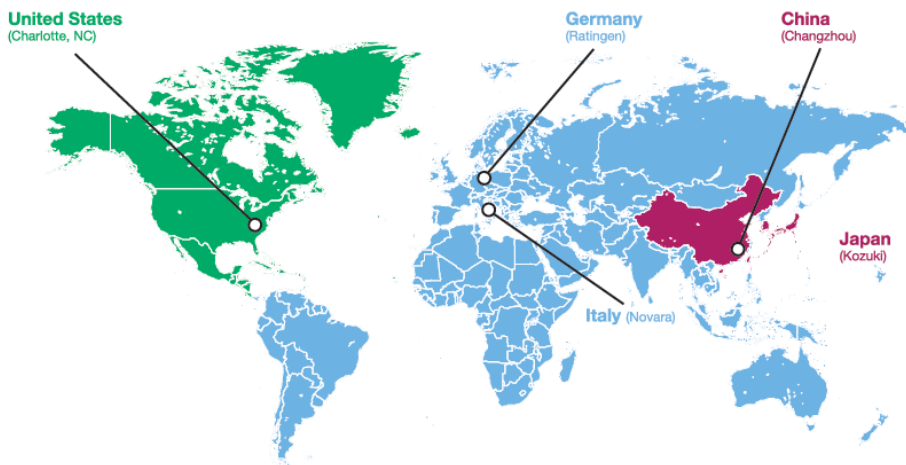 United States
(Charlotte, NC)
Germany
(Ratingen)
China
(Changzhou)
Japan
(Kozuki)
Italy (Novara)